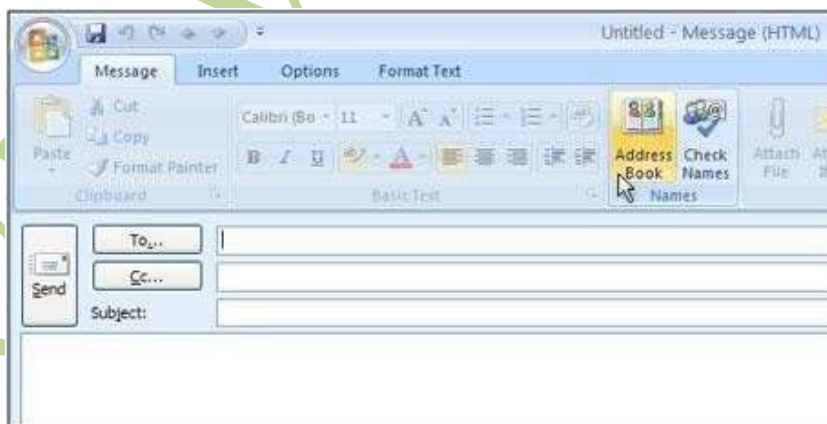 Untitled - Message (HTML)
Message Insert Options Format Text
Cut
Copy
Paste
Format Painter
Clipboard
Calibri (Bo 11
B I U
Basic Text
Address Book
Check Names
Names
Attach File
To...
Cc...
Send
Subject: